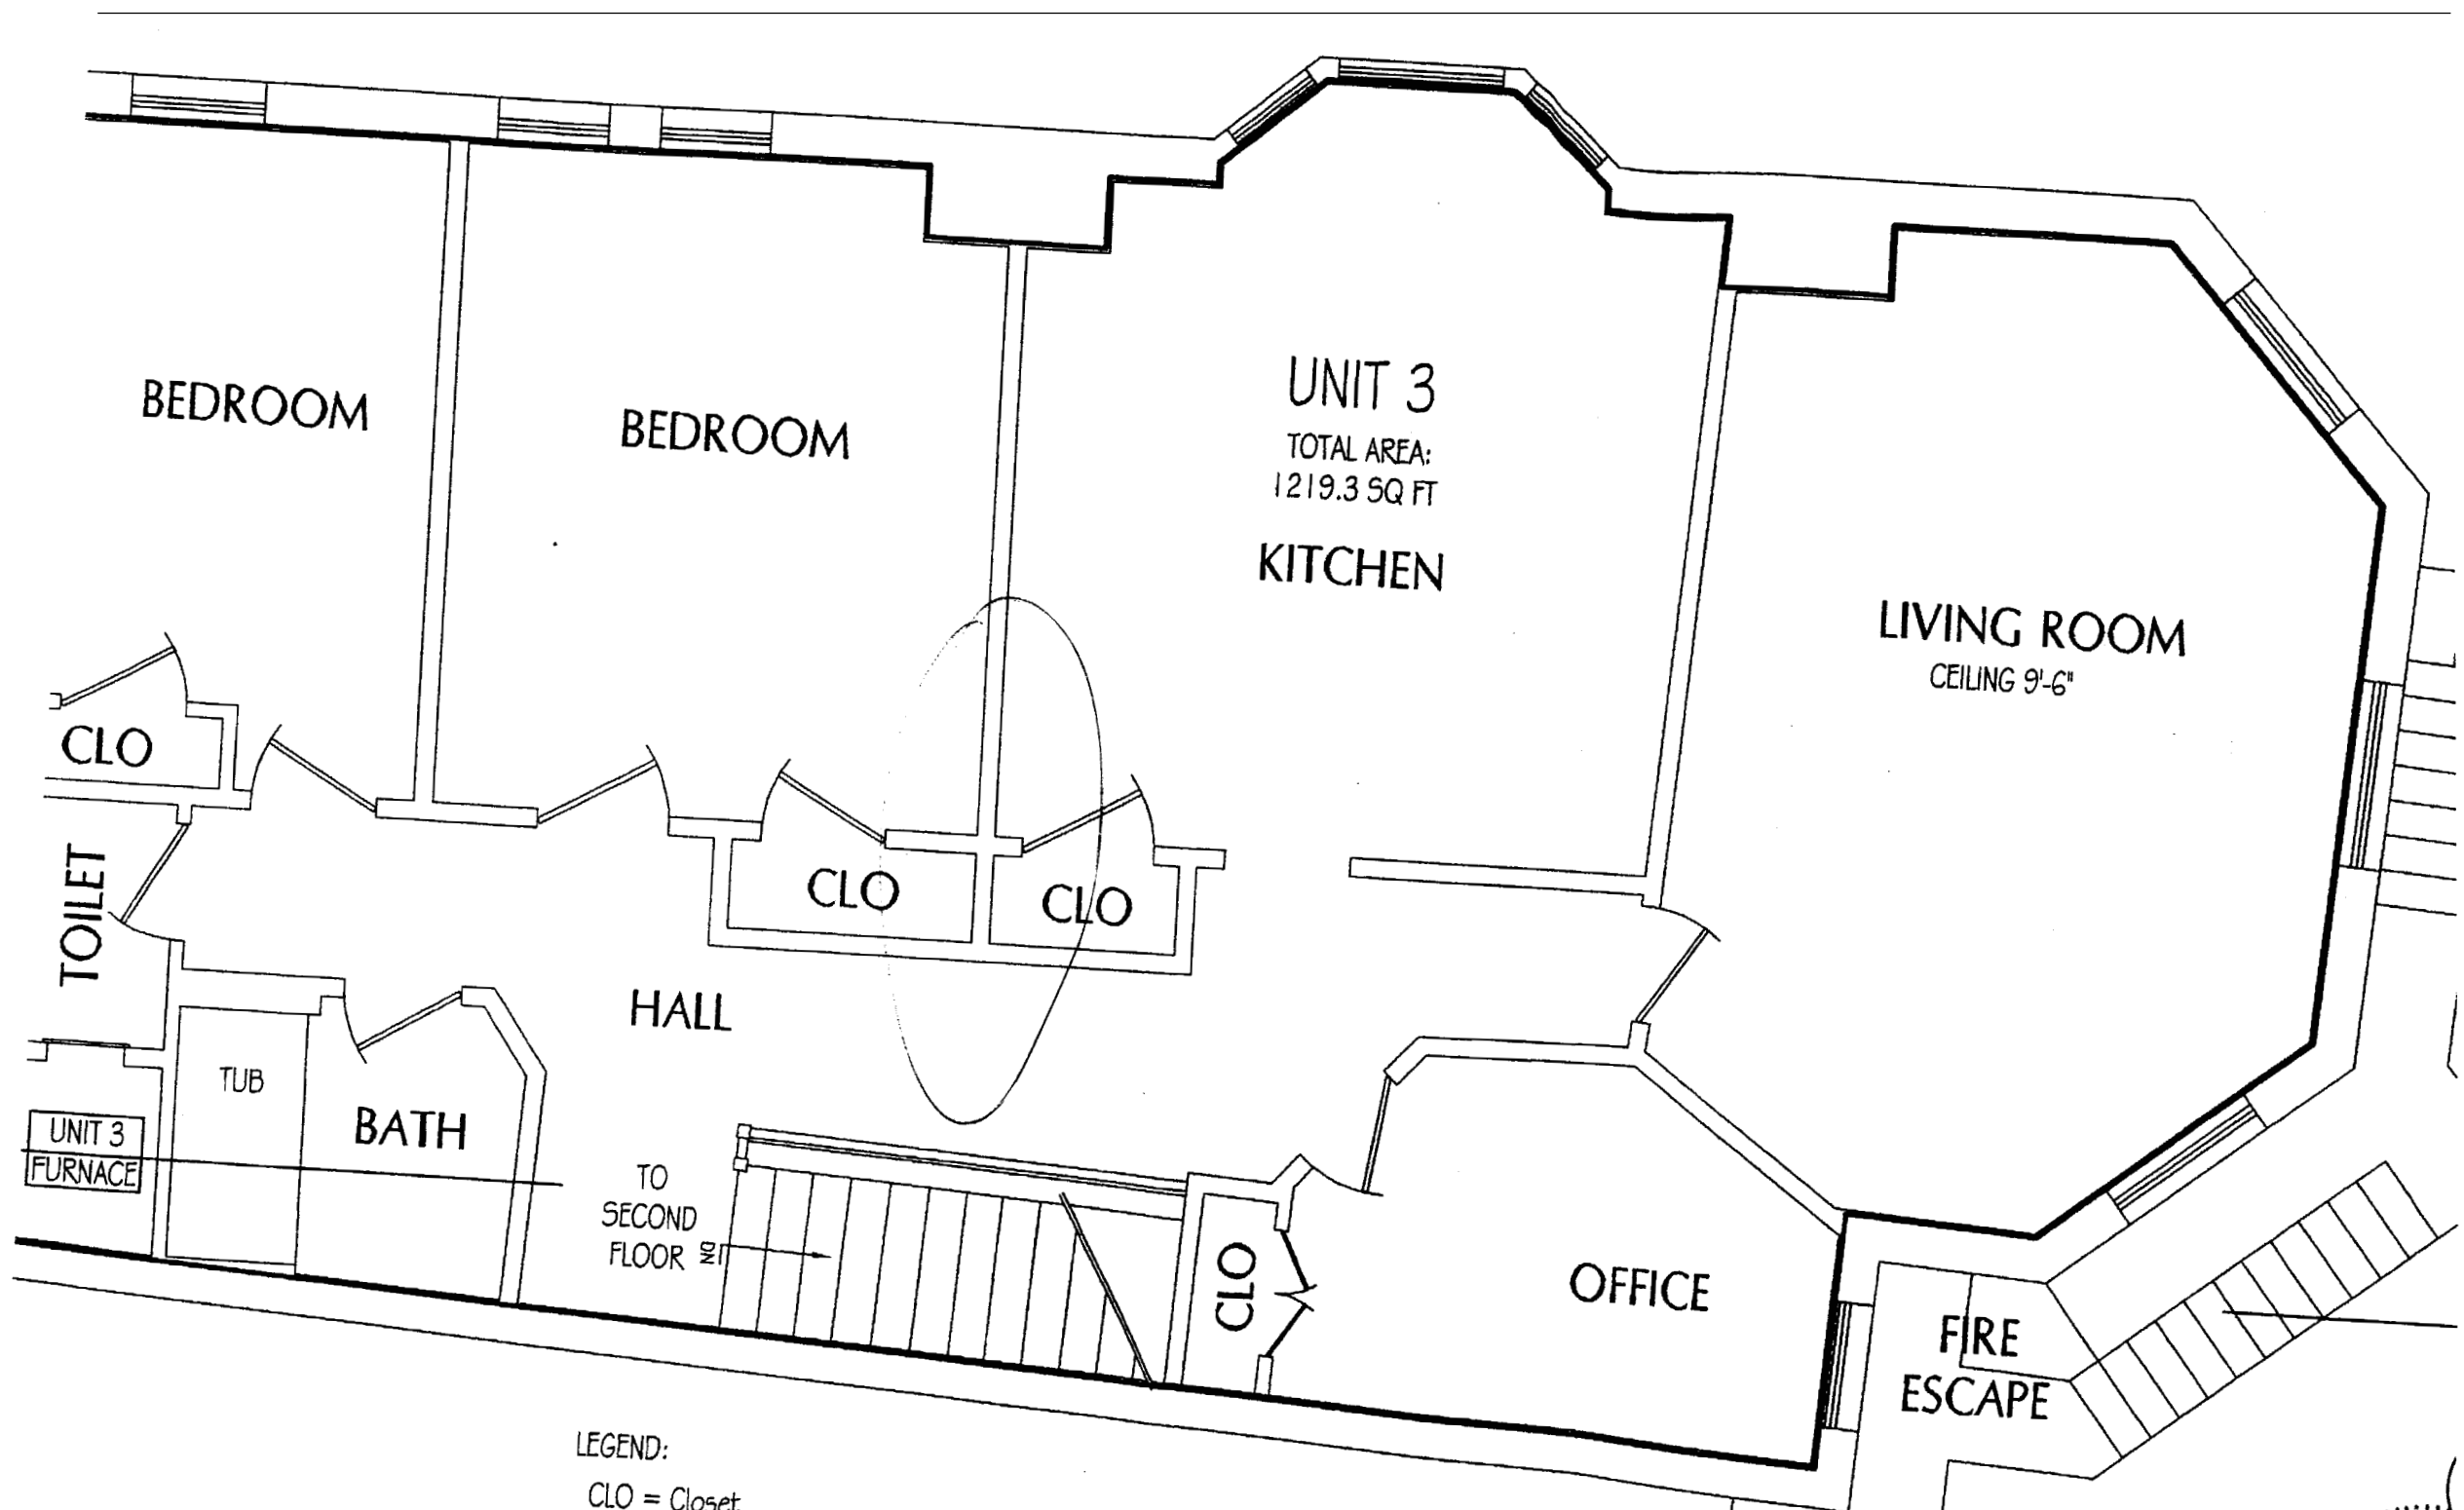 BEDROOM
BEDROOM
UNIT 3
TOTAL AREA:
1219.3 SQ FT
KITCHEN
LIVING ROOM
CEILING 9'-6"
CLO
CLO
CLO
TOILET
HALL
TUB
BATH
UNIT 3
FURNACE
TO
SECOND
FLOOR
DN
CLO
OFFICE
FIRE
ESCAPE
LEGEND:
CLO = Closet